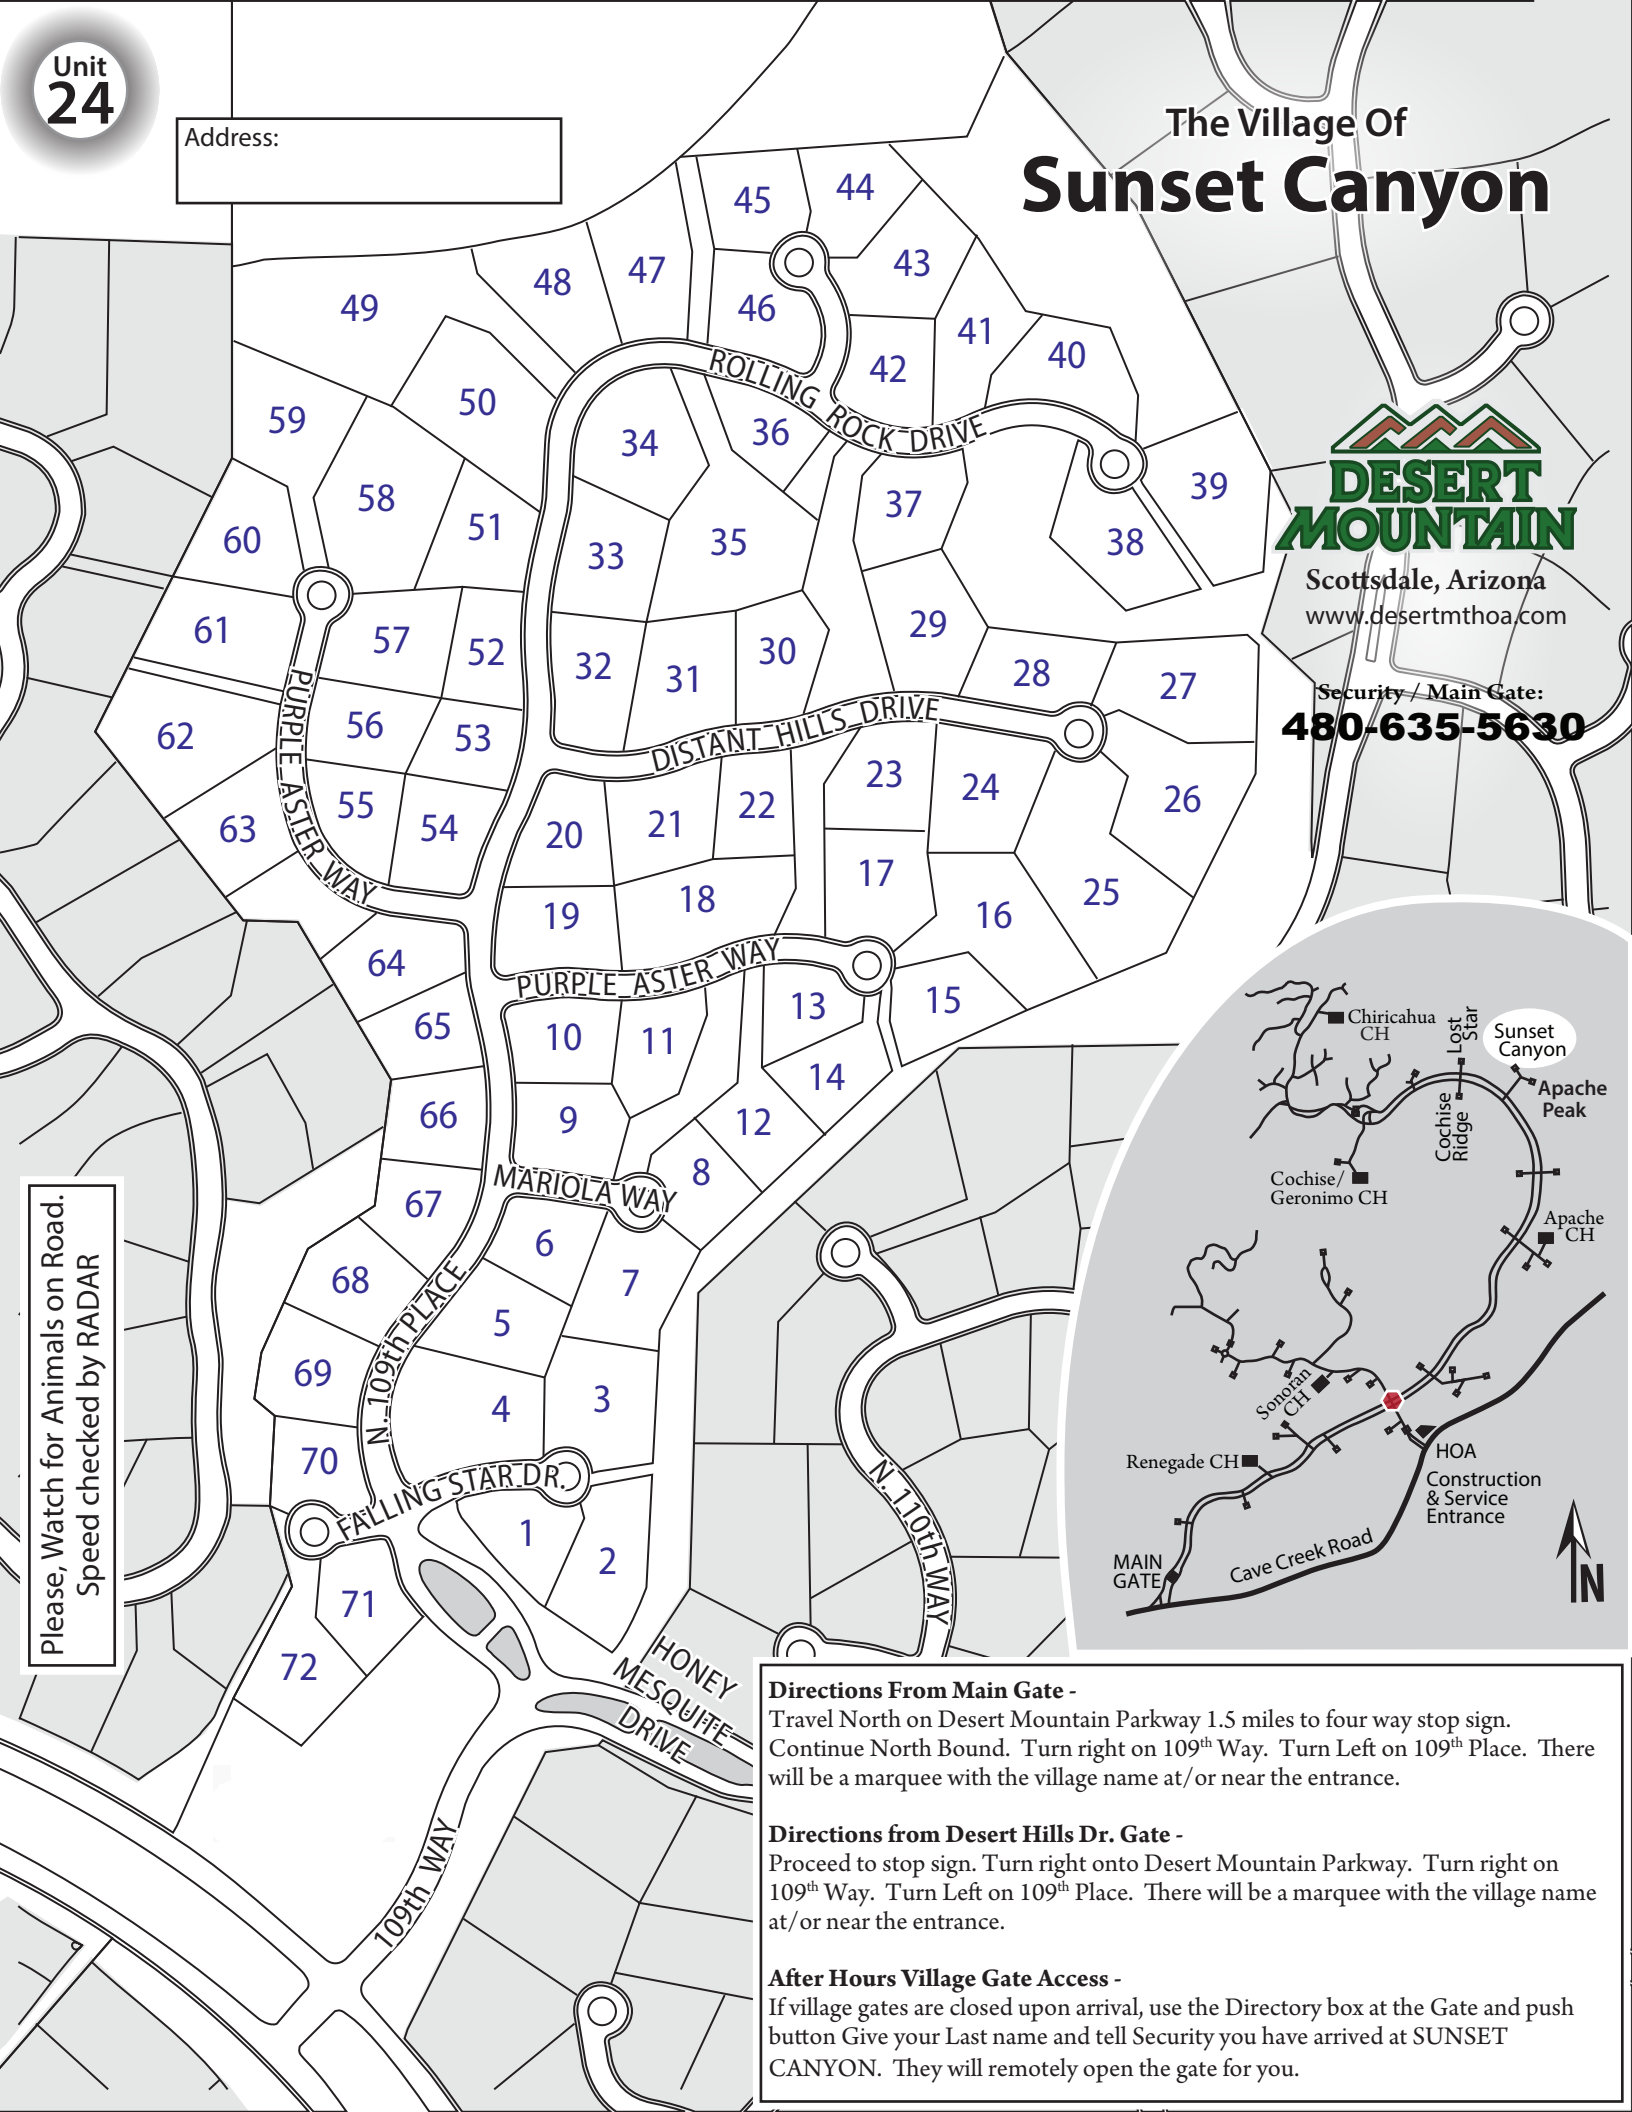 Unit
24
Address:
The Village Of
Sunset Canyon
DESERT
MOUNTAIN
Scottsdale, Arizona
www.desertmthoa.com
Security / Main Gate:
480-635-5630
45
44
43
46
47
48
49
41
40
42
50
59
36
34
39
58
37
51
60
38
35
33
61
29
57
52
30
32
31
28
27
62
56
53
23
24
26
55
22
63
54
21
20
17
25
18
19
16
64
15
13
65
10
11
14
66
9
12
8
67
6
68
7
5
69
4
3
70
1
2
71
72
ROLLING ROCK DRIVE
PURPLE ASTER WAY
DISTANT HILLS DRIVE
PURPLE ASTER WAY
MARIOLA WAY
N. 109th PLACE
FALLING STAR DR.
N. 110th WAY
HONEY
MESQUITE
DRIVE
109th WAY
Please, Watch for Animals on Road.
Speed checked by RADAR
Chiricahua
CH
Lost
Star
Sunset
Canyon
Apache
Peak
Cochise
Ridge
Cochise/
Geronimo CH
Apache
CH
Sonoran
CH
Renegade CH
HOA
Construction
& Service
Entrance
MAIN
GATE
Cave Creek Road
N
Directions From Main Gate -
Travel North on Desert Mountain Parkway 1.5 miles to four way stop sign.
Continue North Bound. Turn right on 109th Way. Turn Left on 109th Place. There
will be a marquee with the village name at/or near the entrance.
Directions from Desert Hills Dr. Gate -
Proceed to stop sign. Turn right onto Desert Mountain Parkway. Turn right on
109th Way. Turn Left on 109th Place. There will be a marquee with the village name
at/or near the entrance.
After Hours Village Gate Access -
If village gates are closed upon arrival, use the Directory box at the Gate and push
button Give your Last name and tell Security you have arrived at SUNSET
CANYON. They will remotely open the gate for you.